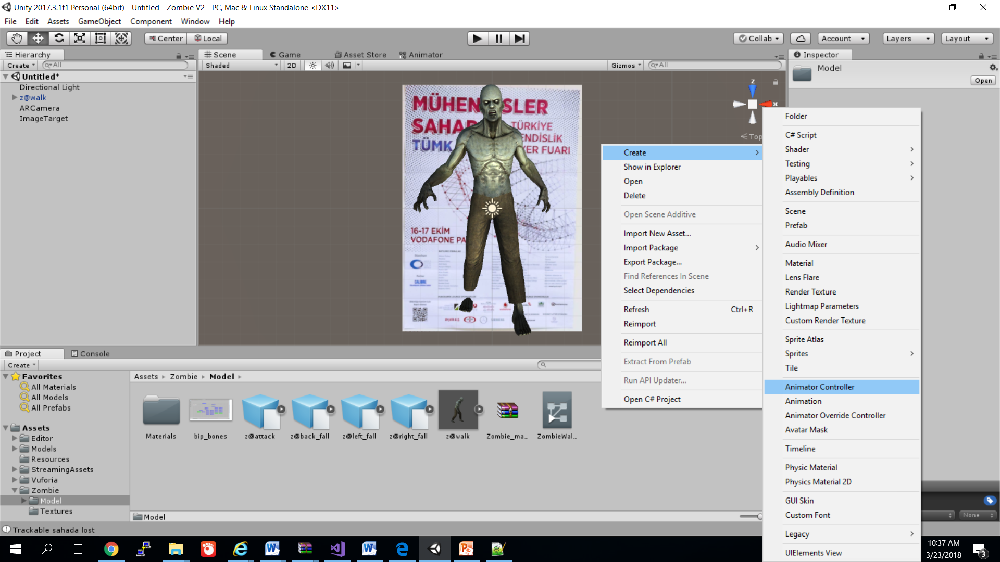 Unity 2017.3.1f1 Personal (64bit) - Untitled - Zombie V2 - PC, Mac & Linux Standalone <DX11>
File Edit Assets GameObject Component Window Help
Center Local Collab Account Layers Layout
Hierarchy
Create All
Untitled*
Directional Light
z@walk
ARCamera
ImageTarget
Scene Game Asset Store Animator
Shaded 2D Gizmos All
MÜHEN SLER
SAHA
TÜRKİYE
ENDİSLİK
TÜMK
ER FUARI
16-17 EKİM
VODAFONE PA
Z
X
Top
Inspector
Model
Open
Create
Show in Explorer
Open
Delete
Open Scene Additive
Import New Asset...
Import Package
Export Package...
Find References In Scene
Select Dependencies
Refresh Ctrl+R
Reimport
Reimport All
Extract From Prefab
Run API Updater...
Open C# Project
Folder
C# Script
Shader
Testing
Playables
Assembly Definition
Scene
Prefab
Audio Mixer
Material
Lens Flare
Render Texture
Lightmap Parameters
Custom Render Texture
Sprite Atlas
Sprites
Tile
Animator Controller
Animation
Animator Override Controller
Avatar Mask
Timeline
Physic Material
Physics Material 2D
GUI Skin
Custom Font
Legacy
UIElements View
Project Console
Create
Favorites
All Materials
All Models
All Prefabs
Assets
Editor
Models
Resources
StreamingAssets
Vuforia
Zombie
Model
Textures
Assets Zombie Model
Materials
bip_bones
z@attack
z@back_fall
z@left_fall
z@right_fall
z@walk
Zombie_ma...
ZombieWal...
Model
None
Trackable sahada lost
10:37 AM
3/23/2018
3